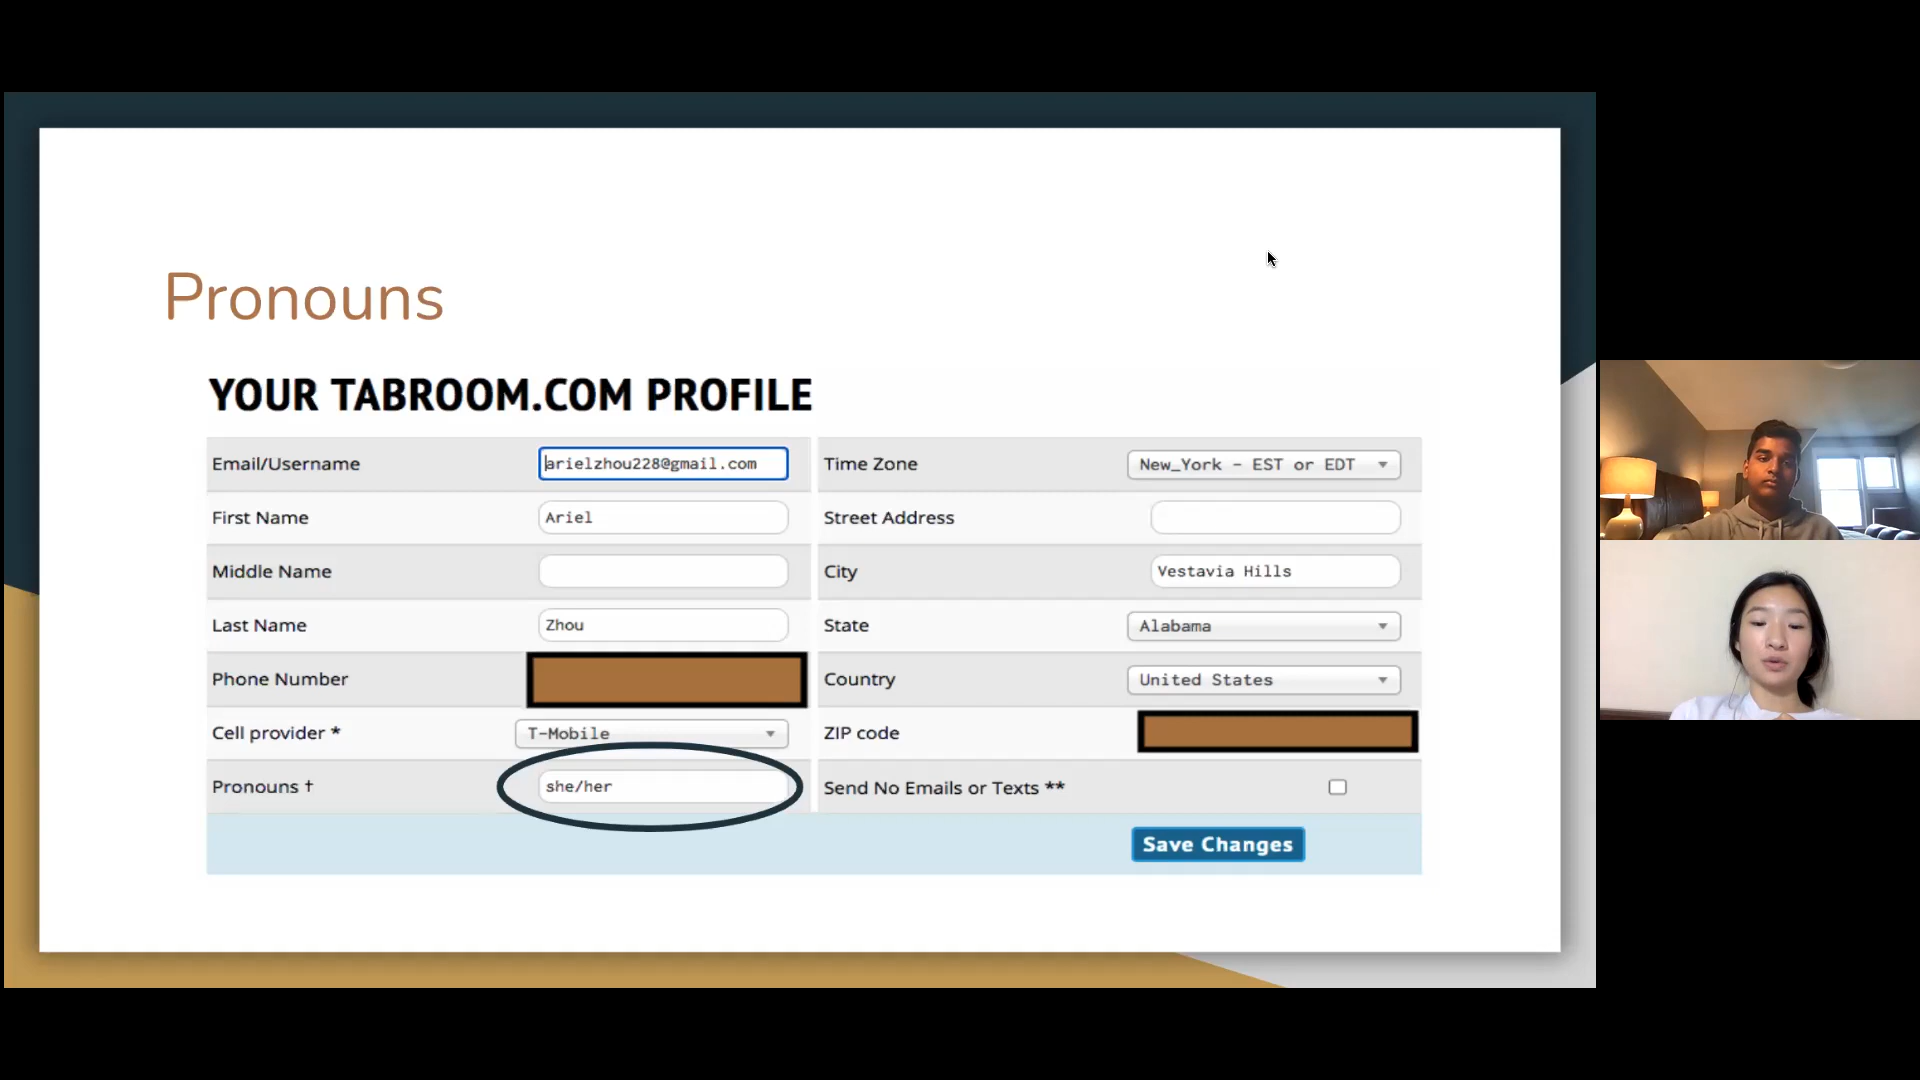 Pronouns
YOUR TABROOM.COM PROFILE
Email/Username arielzhou228@gmail.com Time Zone New_York - EST or EDT
First Name Ariel Street Address
Middle Name City Vestavia Hills
Last Name Zhou State Alabama
Phone Number Country United States
Cell provider * T-Mobile ZIP code
Pronouns † she/her Send No Emails or Texts **
Save Changes